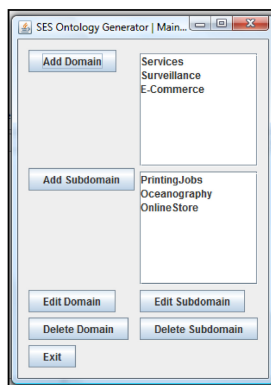 SES Ontology Generator | Main...
Add Domain
Services
Surveillance
E-Commerce
Add Subdomain
PrintingJobs
Oceanography
OnlineStore
Edit Domain
Edit Subdomain
Delete Domain
Delete Subdomain
Exit